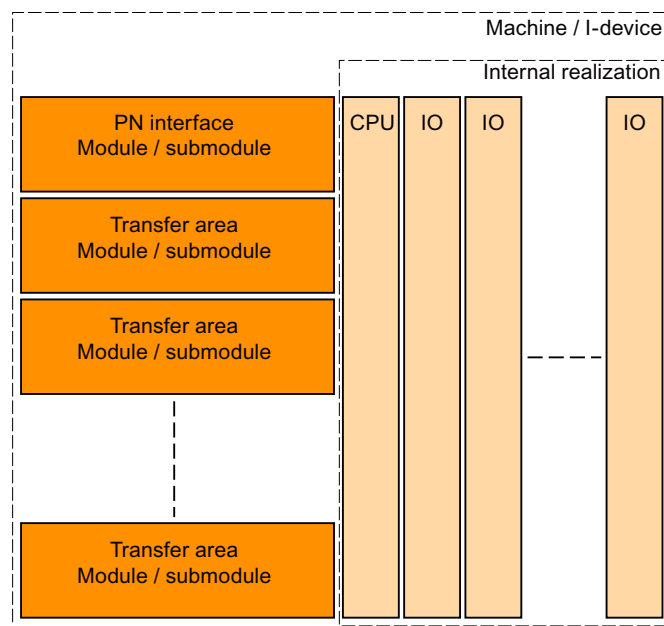 Machine / I-device
Internal realization
PN interface
Module / submodule
CPU
IO
IO
IO
Transfer area
Module / submodule
Transfer area
Module / submodule
Transfer area
Module / submodule